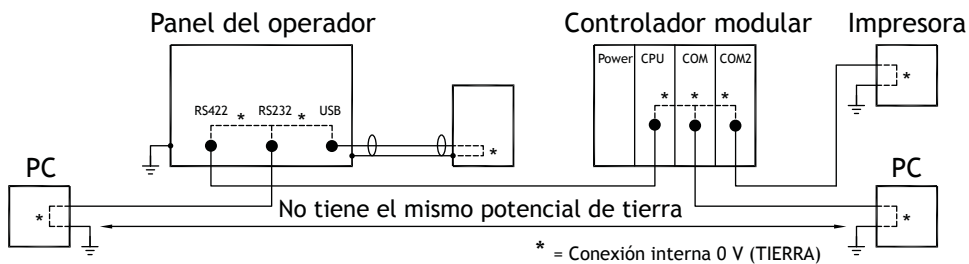 Panel del operador
Controlador modular
Impresora
Power CPU COM COM2
*
* * *
RS422 * RS232 * USB
*
PC
PC
*
No tiene el mismo potencial de tierra
*
* = Conexión interna 0 V (TIERRA)